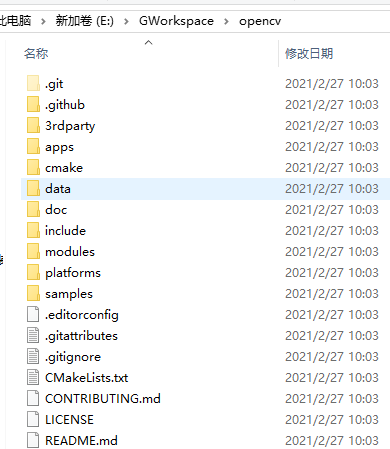 此电脑 > 新加卷 (E:) > GWorkspace > opencv
名称 修改日期
.git 2021/2/27 10:03
.github 2021/2/27 10:03
3rdparty 2021/2/27 10:03
apps 2021/2/27 10:03
cmake 2021/2/27 10:03
data 2021/2/27 10:03
doc 2021/2/27 10:03
include 2021/2/27 10:03
modules 2021/2/27 10:03
platforms 2021/2/27 10:03
samples 2021/2/27 10:03
.editorconfig 2021/2/27 10:03
.gitattributes 2021/2/27 10:03
.gitignore 2021/2/27 10:03
CMakeLists.txt 2021/2/27 10:03
CONTRIBUTING.md 2021/2/27 10:03
LICENSE 2021/2/27 10:03
README.md 2021/2/27 10:03